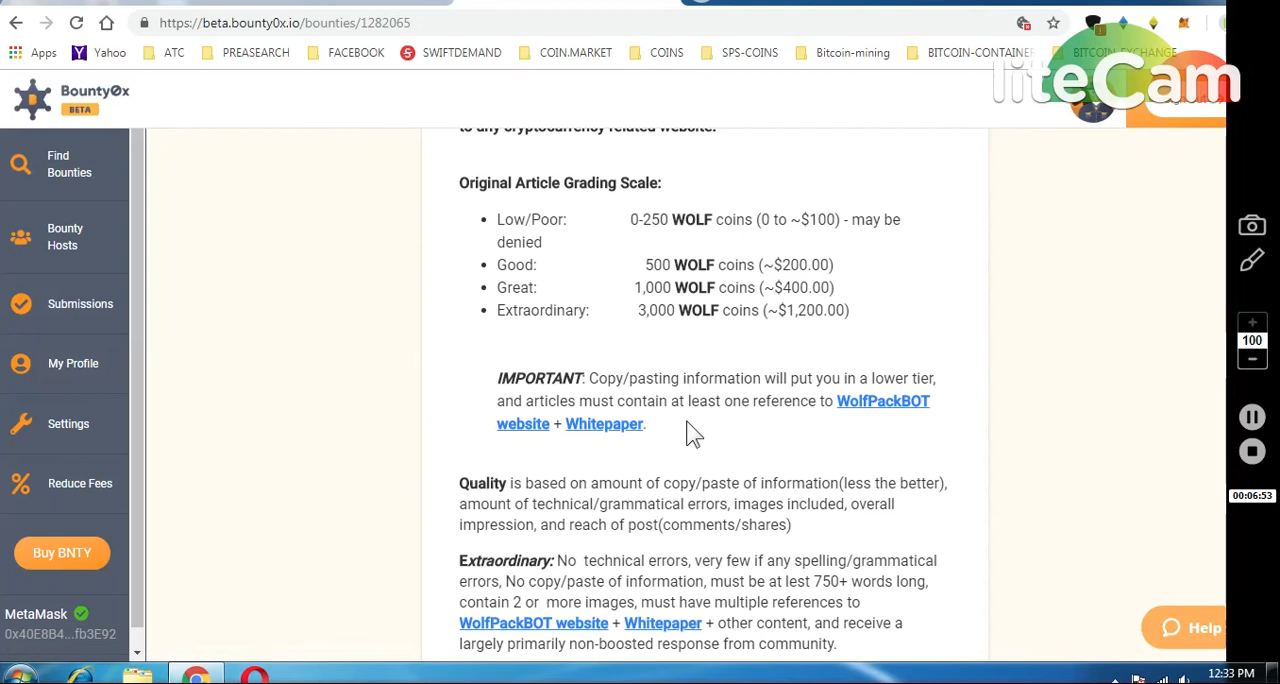 https://beta.bounty0x.io/bounties/1282065
Apps Yahoo ATC PREASEARCH FACEBOOK SWIFTDEMAND COIN.MARKET COINS SPS-COINS Bitcoin-mining BITCOIN-CONTAINER BITCOIN-EXCHANGE
liteCam
Bounty0x
BETA
Find
Bounties
Bounty
Hosts
Submissions
My Profile
Settings
Reduce Fees
Buy BNTY
MetaMask
0x40E8B4...fb3E92
to any cryptocurrency related website.
Original Article Grading Scale:
Low/Poor: 0-250 WOLF coins (0 to ~$100) - may be
denied
Good: 500 WOLF coins (~$200.00)
Great: 1,000 WOLF coins (~$400.00)
Extraordinary: 3,000 WOLF coins (~$1,200.00)
IMPORTANT: Copy/pasting information will put you in a lower tier,
and articles must contain at least one reference to WolfPackBOT
website + Whitepaper.
Quality is based on amount of copy/paste of information(less the better),
amount of technical/grammatical errors, images included, overall
impression, and reach of post(comments/shares)
Extraordinary: No technical errors, very few if any spelling/grammatical
errors, No copy/paste of information, must be at lest 750+ words long,
contain 2 or more images, must have multiple references to
WolfPackBOT website + Whitepaper + other content, and receive a
largely primarily non-boosted response from community.
Help
100
00:06:53
12:33 PM